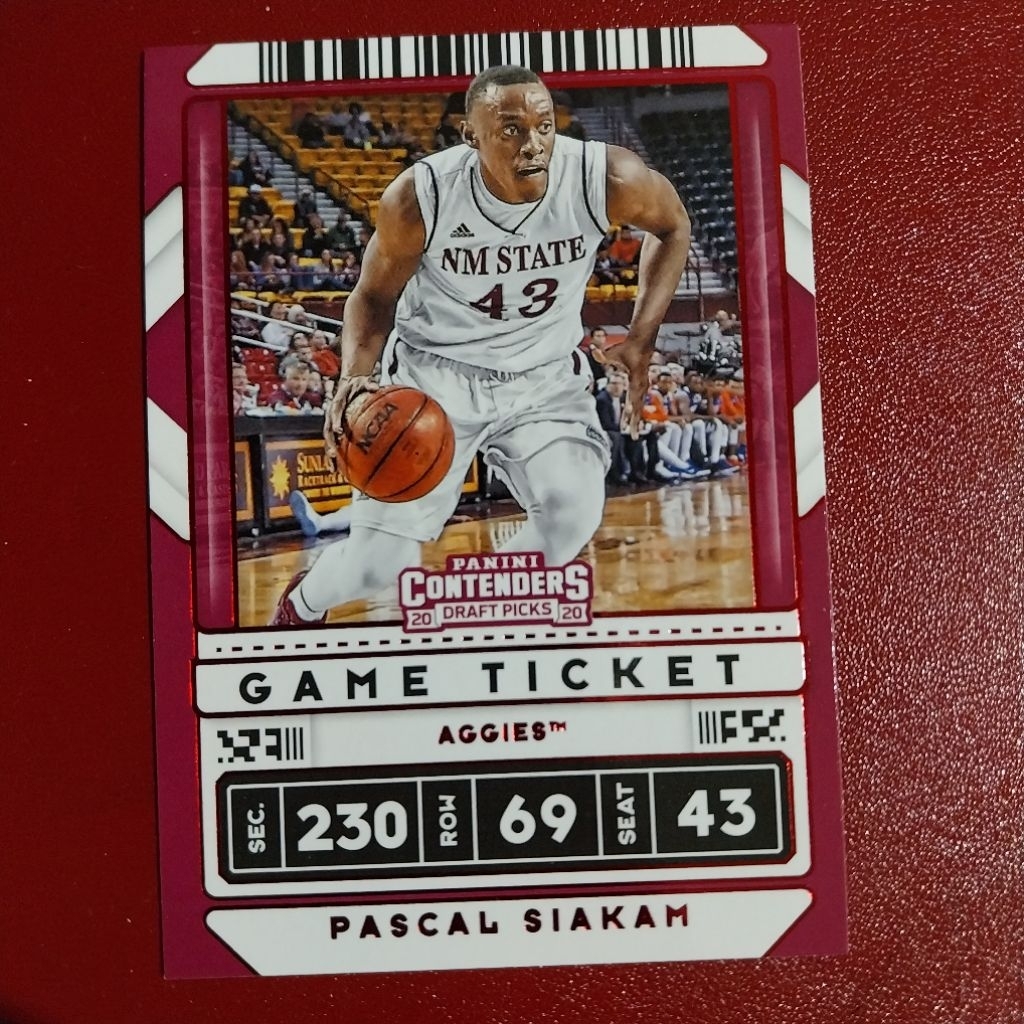 adidas
NM STATE
43
NCAA
PANINI
CONTENDERS
20 DRAFT PICKS 20
GAME TICKET
AGGIES™
SEC. 230 ROW 69 SEAT 43
PASCAL SIAKAM